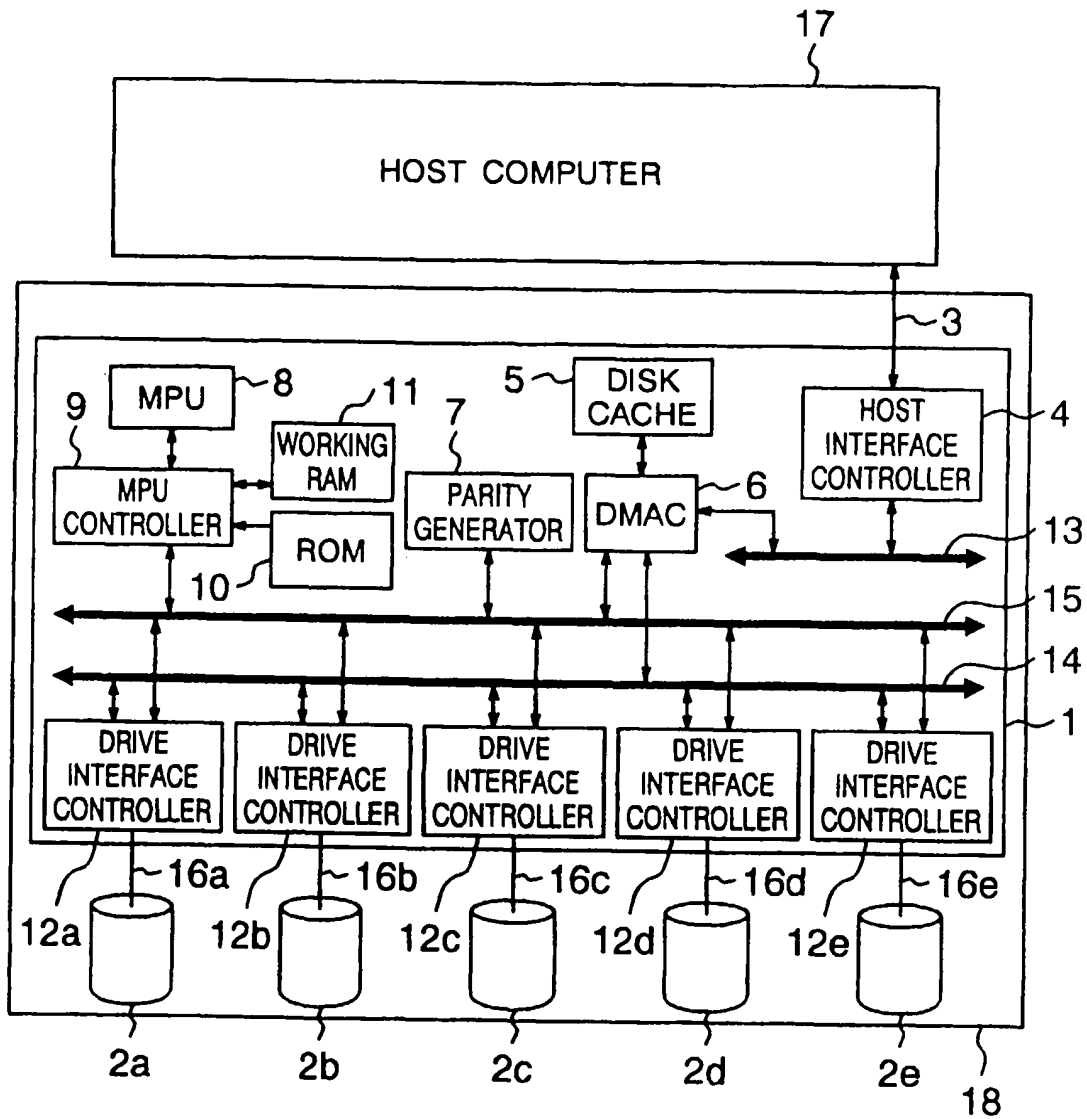 17
HOST COMPUTER
3
MPU
8
9
11
WORKING
RAM
MPU
CONTROLLER
ROM
10
7
PARITY
GENERATOR
5
DISK
CACHE
DMAC
6
HOST
INTERFACE
CONTROLLER
4
13
15
14
1
DRIVE
INTERFACE
CONTROLLER
DRIVE
INTERFACE
CONTROLLER
DRIVE
INTERFACE
CONTROLLER
DRIVE
INTERFACE
CONTROLLER
DRIVE
INTERFACE
CONTROLLER
16a
16b
16c
16d
16e
12a
12b
12c
12d
12e
2a
2b
2c
2d
2e
18